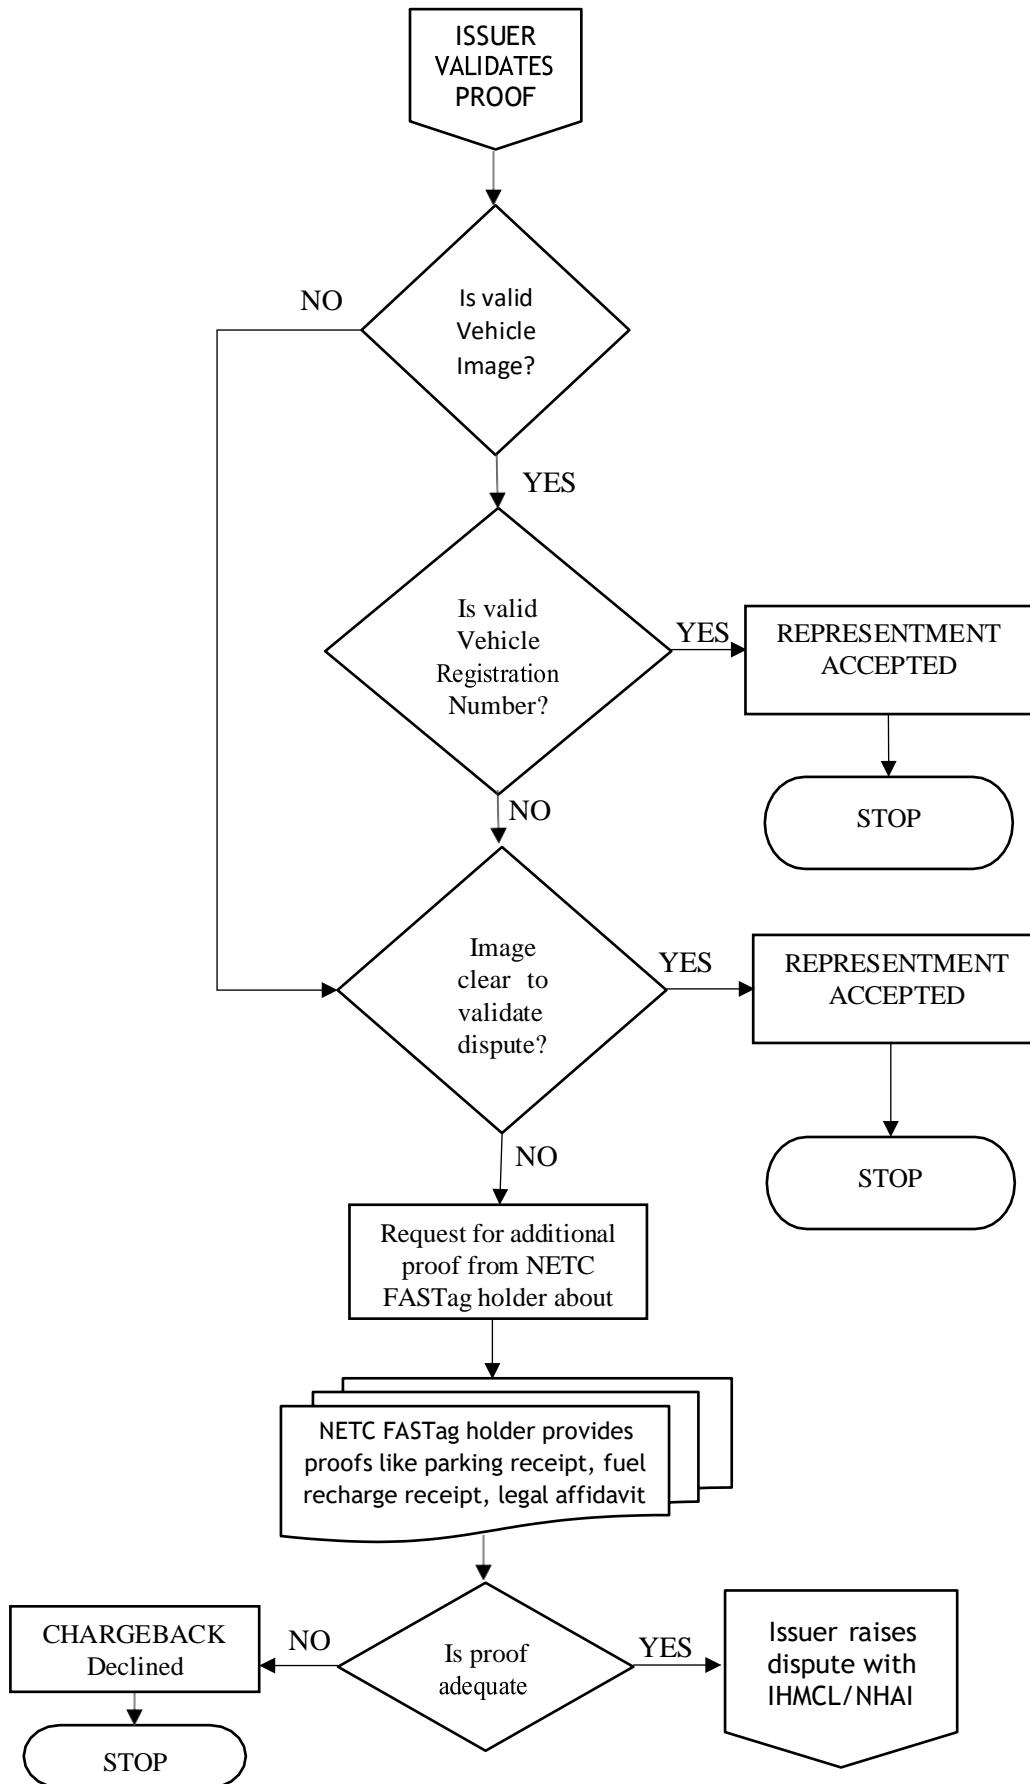 ISSUER
VALIDATES
PROOF
Is valid
Vehicle
Image?
NO
YES
Is valid
Vehicle
Registration
Number?
YES
REPRESENTMENT
ACCEPTED
STOP
NO
Image
clear to
validate
dispute?
YES
REPRESENTMENT
ACCEPTED
STOP
NO
Request for additional
proof from NETC
FASTag holder about
NETC FASTag holder provides
proofs like parking receipt, fuel
recharge receipt, legal affidavit
Is proof
adequate
NO
CHARGEBACK
Declined
STOP
YES
Issuer raises
dispute with
IHMCL/NHAI